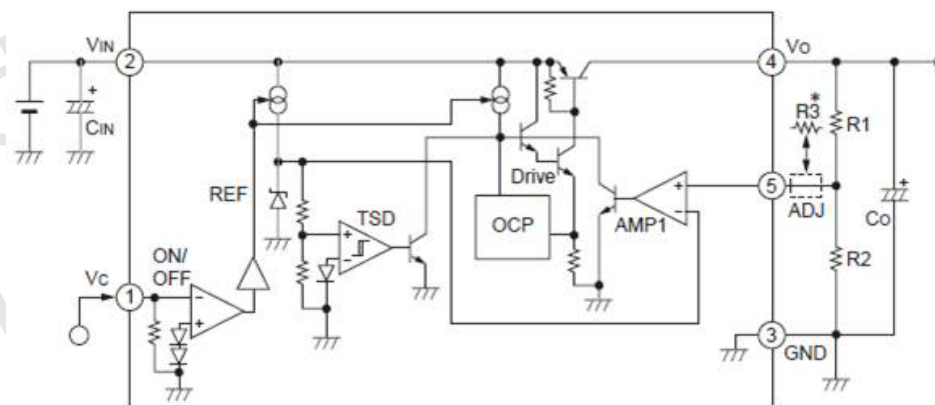 VIN
2
4
VO
+
CIN
R3*
R1
REF
TSD
Drive
5
ADJ
+
CO
OCP
AMP1
+
−
+
−
ON/
OFF
VC
1
−
+
R2
3
GND